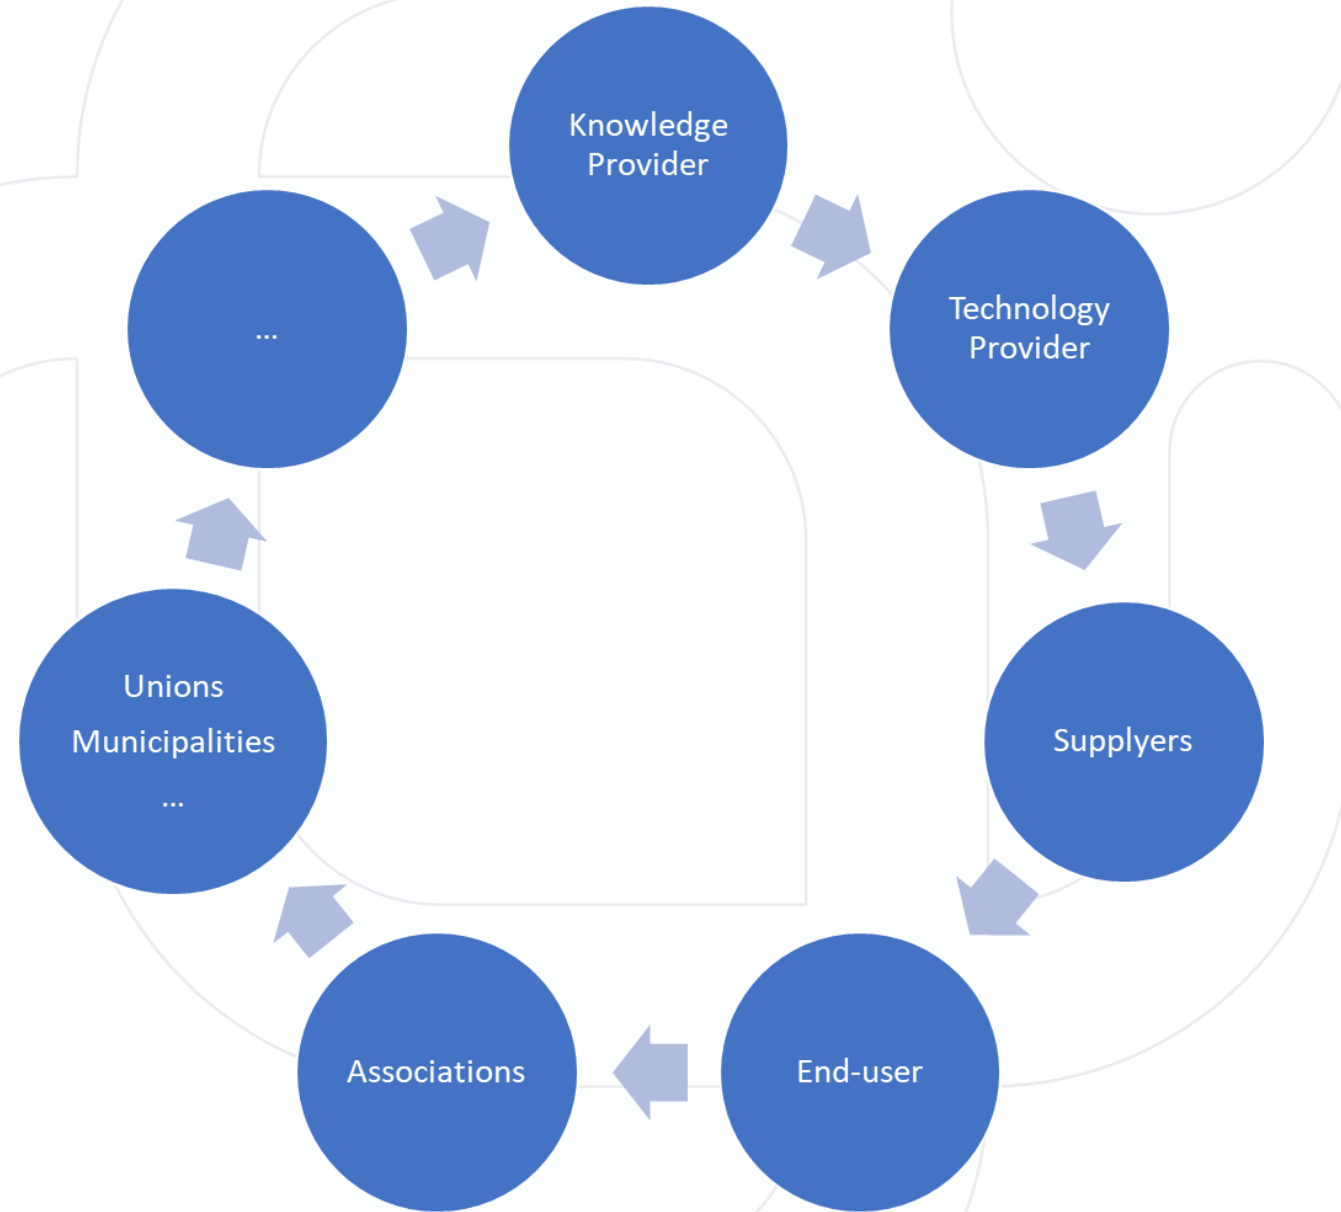 Knowledge
Provider
Technology
Provider
Supplyers
End-user
Associations
Unions
Municipalities
...
...